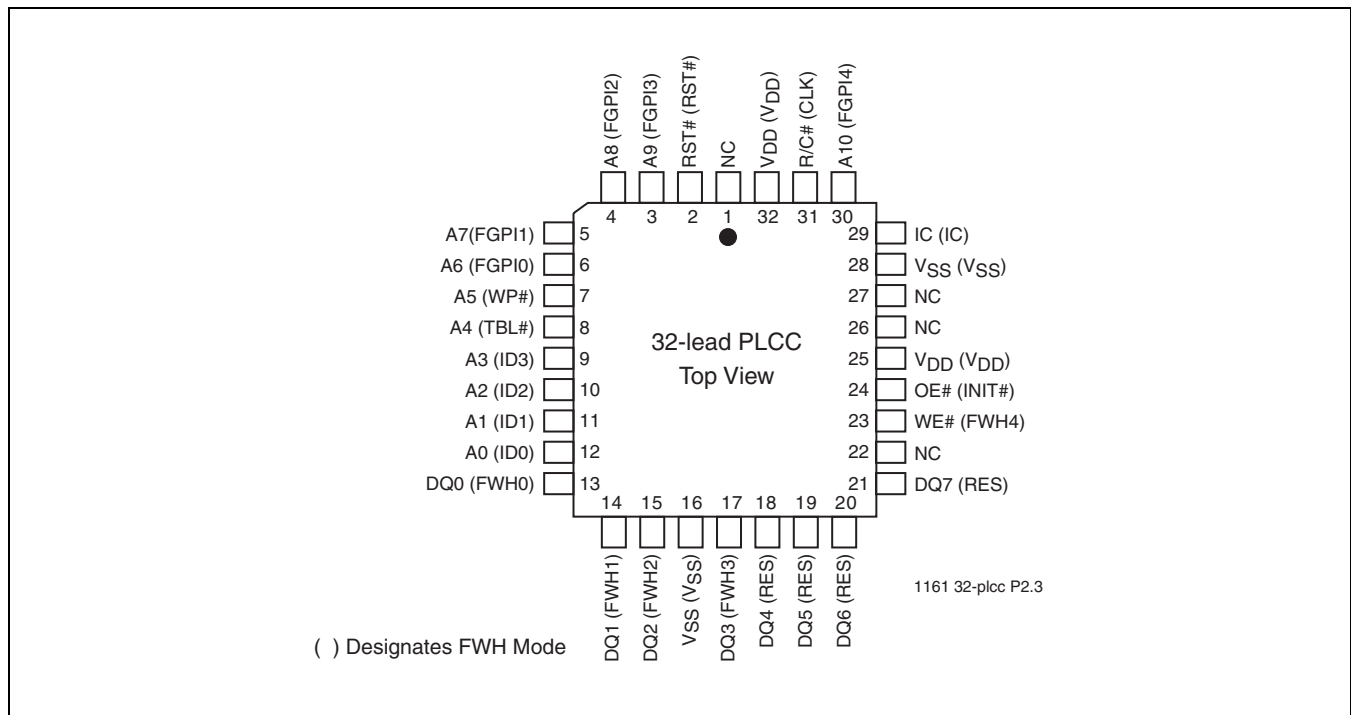 A8 (FGPI2)
A9 (FGPI3)
RST# (RST#)
NC
VDD (VDD)
R/C# (CLK)
A10 (FGPI4)
4
3
2
1
32
31
30
A7(FGPI1)
5
A6 (FGPI0)
6
A5 (WP#)
7
A4 (TBL#)
8
A3 (ID3)
9
A2 (ID2)
10
A1 (ID1)
11
A0 (ID0)
12
DQ0 (FWH0)
13
32-lead PLCC
Top View
29
IC (IC)
28
VSS (VSS)
27
NC
26
NC
25
VDD (VDD)
24
OE# (INIT#)
23
WE# (FWH4)
22
NC
21
DQ7 (RES)
14
15
16
17
18
19
20
DQ1 (FWH1)
DQ2 (FWH2)
VSS (VSS)
DQ3 (FWH3)
DQ4 (RES)
DQ5 (RES)
DQ6 (RES)
1161 32-plcc P2.3
( ) Designates FWH Mode